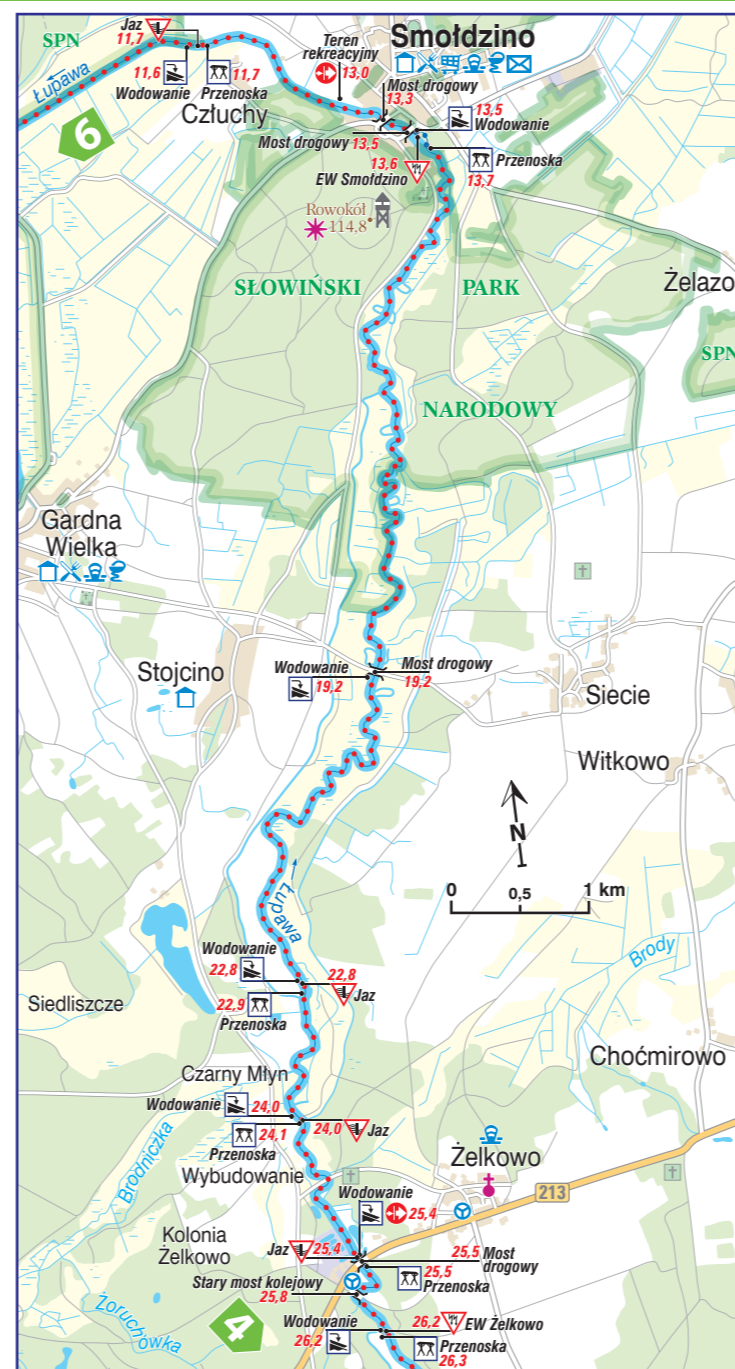 SPN
Jaz
11,7
Łupawa
11,6
Wodowanie
11,7
Przenoska
Człuchy
6
Teren
rekreacyjny
13,0
Smołdzino
Most drogowy
13,3
13,5
Wodowanie
Most drogowy 13,5
13,6
EW Smołdzino
Przenoska
13,7
Rowokół
114,8
SŁOWIŃSKI
PARK
Żelazo
SPN
NARODOWY
Gardna
Wielka
Stojcino
Wodowanie
19,2
Most drogowy
19,2
Siecie
Witkowo
N
0
0,5
1 km
Łupawa
Brody
Wodowanie
22,8
22,9
Przenoska
22,8
Jaz
Siedliszcze
Choćmirowo
Czarny Młyn
Wodowanie
24,0
24,1
Przenoska
24,0
Jaz
Brodniczka
Wybudowanie
Żelkowo
213
Wodowanie
25,4
Kolonia
Żelkowo
Jaz
25,4
25,5
Most
drogowy
25,5
Przenoska
Stary most kolejowy
25,8
Żoruchówka
4
Wodowanie
26,2
26,2
EW Żelkowo
Przenoska
26,3